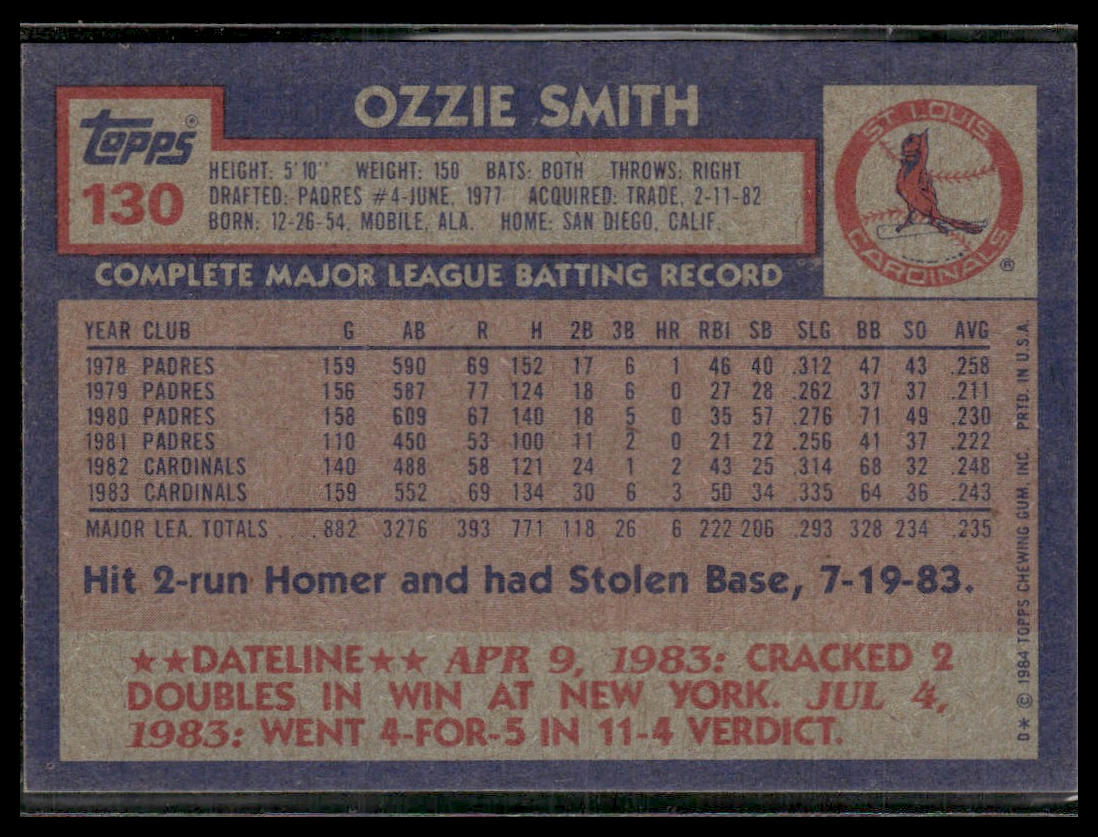 OZZIE SMITH
Topps®
130
HEIGHT: 5'10" WEIGHT: 150 BATS: BOTH THROWS: RIGHT
DRAFTED: PADRES #4-JUNE, 1977 ACQUIRED: TRADE, 2-11-82
BORN: 12-26-54, MOBILE, ALA. HOME: SAN DIEGO, CALIF.
ST. LOUIS
CARDINALS
®
COMPLETE MAJOR LEAGUE BATTING RECORD
YEAR CLUB G AB R H 2B 3B HR RBI SB SLG BB SO AVG
1978 PADRES 159 590 69 152 17 6 1 46 40 .312 47 43 .258
1979 PADRES 156 587 77 124 18 6 0 27 28 .262 37 37 .211
1980 PADRES 158 609 67 140 18 5 0 35 57 .276 71 49 .230
1981 PADRES 110 450 53 100 11 2 0 21 22 .256 41 37 .222
1982 CARDINALS 140 488 58 121 24 1 2 43 25 .314 68 32 .248
1983 CARDINALS 159 552 69 134 30 6 3 50 34 .335 64 36 .243
MAJOR LEA. TOTALS 882 3276 393 771 118 26 6 222 206 .293 328 234 .235
Hit 2-run Homer and had Stolen Base, 7-19-83.
★★DATELINE★★ APR 9, 1983: CRACKED 2
DOUBLES IN WIN AT NEW YORK. JUL 4,
1983: WENT 4-FOR-5 IN 11-4 VERDICT.
D* © 1984 TOPPS CHEWING GUM, INC. PRTD. IN U.S.A.